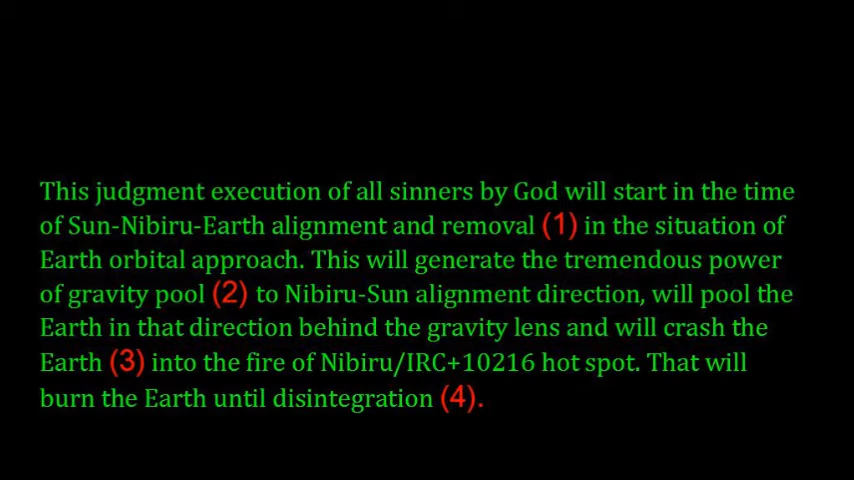 This judgment execution of all sinners by God will start in the time
of Sun-Nibiru-Earth alignment and removal (1) in the situation of
Earth orbital approach. This will generate the tremendous power
of gravity pool (2) to Nibiru-Sun alignment direction, will pool the
Earth in that direction behind the gravity lens and will crash the
Earth (3) into the fire of Nibiru/IRC+10216 hot spot. That will
burn the Earth until disintegration (4).